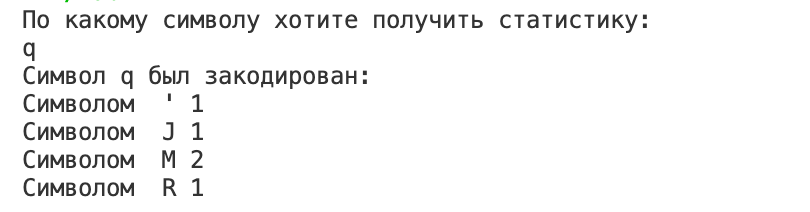 По какому символу хотите получить статистику:
q
Символ q был закодирован:
Символом  ' 1
Символом  J 1
Символом  M 2
Символом  R 1